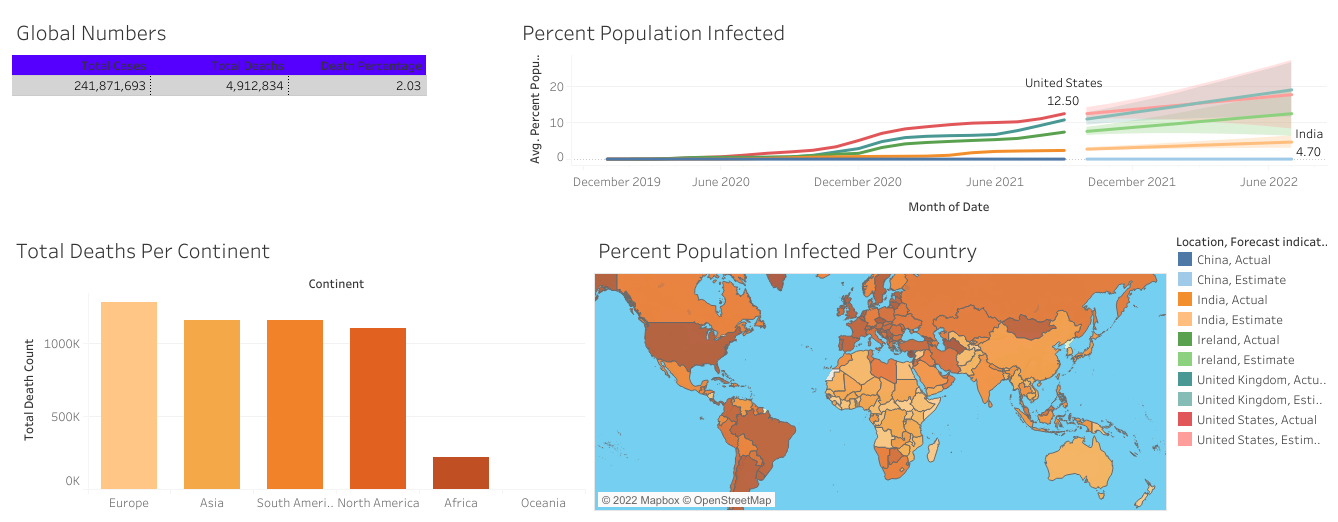 Global Numbers
Total Cases Total Deaths Death Percentage
241,871,693 4,912,834 2.03
Percent Population Infected
Avg. Percent Popu..
20
10
0
United States
12.50
India
4.70
December 2019 June 2020 December 2020 June 2021 December 2021 June 2022
Month of Date
Total Deaths Per Continent
Continent
Total Death Count
1000K
500K
0K
Europe Asia South Ameri.. North America Africa Oceania
Percent Population Infected Per Country
© 2022 Mapbox © OpenStreetMap
Location, Forecast indicat..
China, Actual
China, Estimate
India, Actual
India, Estimate
Ireland, Actual
Ireland, Estimate
United Kingdom, Actu..
United Kingdom, Esti..
United States, Actual
United States, Estim..